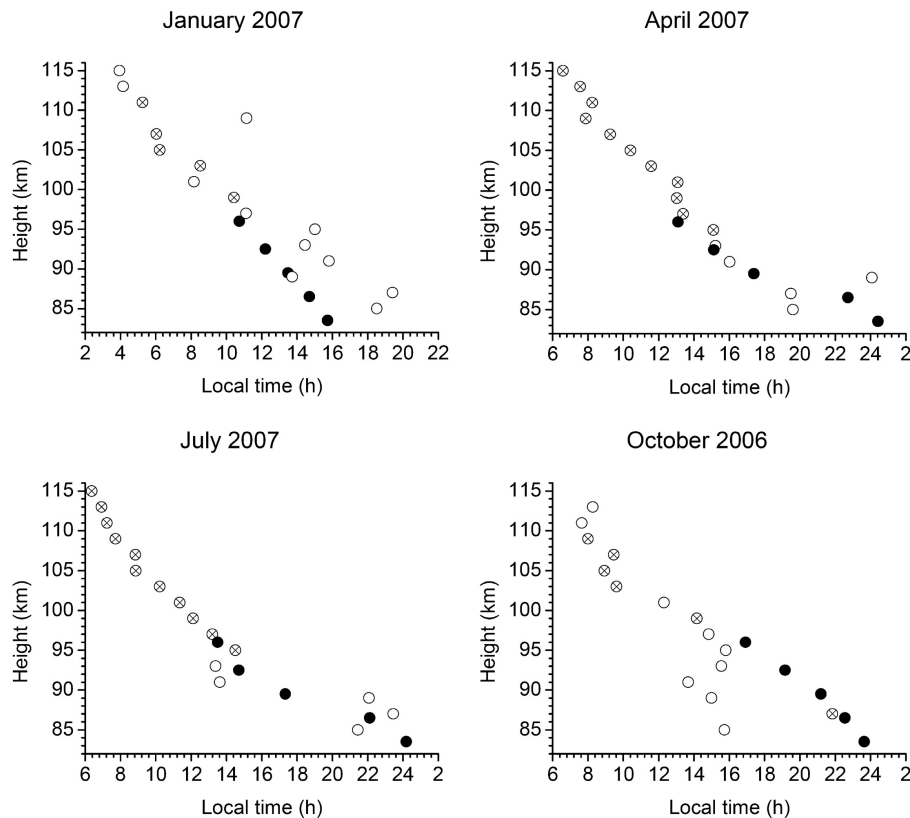 January 2007
115
110
105
100
95
90
85
Height (km)
2 4 6 8 10 12 14 16 18 20 22
Local time (h)
April 2007
115
110
105
100
95
90
85
Height (km)
6 8 10 12 14 16 18 20 22 24 2
Local time (h)
July 2007
115
110
105
100
95
90
85
Height (km)
6 8 10 12 14 16 18 20 22 24 2
Local time (h)
October 2006
115
110
105
100
95
90
85
Height (km)
6 8 10 12 14 16 18 20 22 24 2
Local time (h)